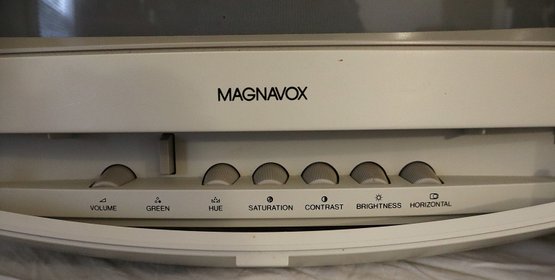 MAGNAVOX
VOLUME GREEN HUE SATURATION CONTRAST BRIGHTNESS HORIZONTAL